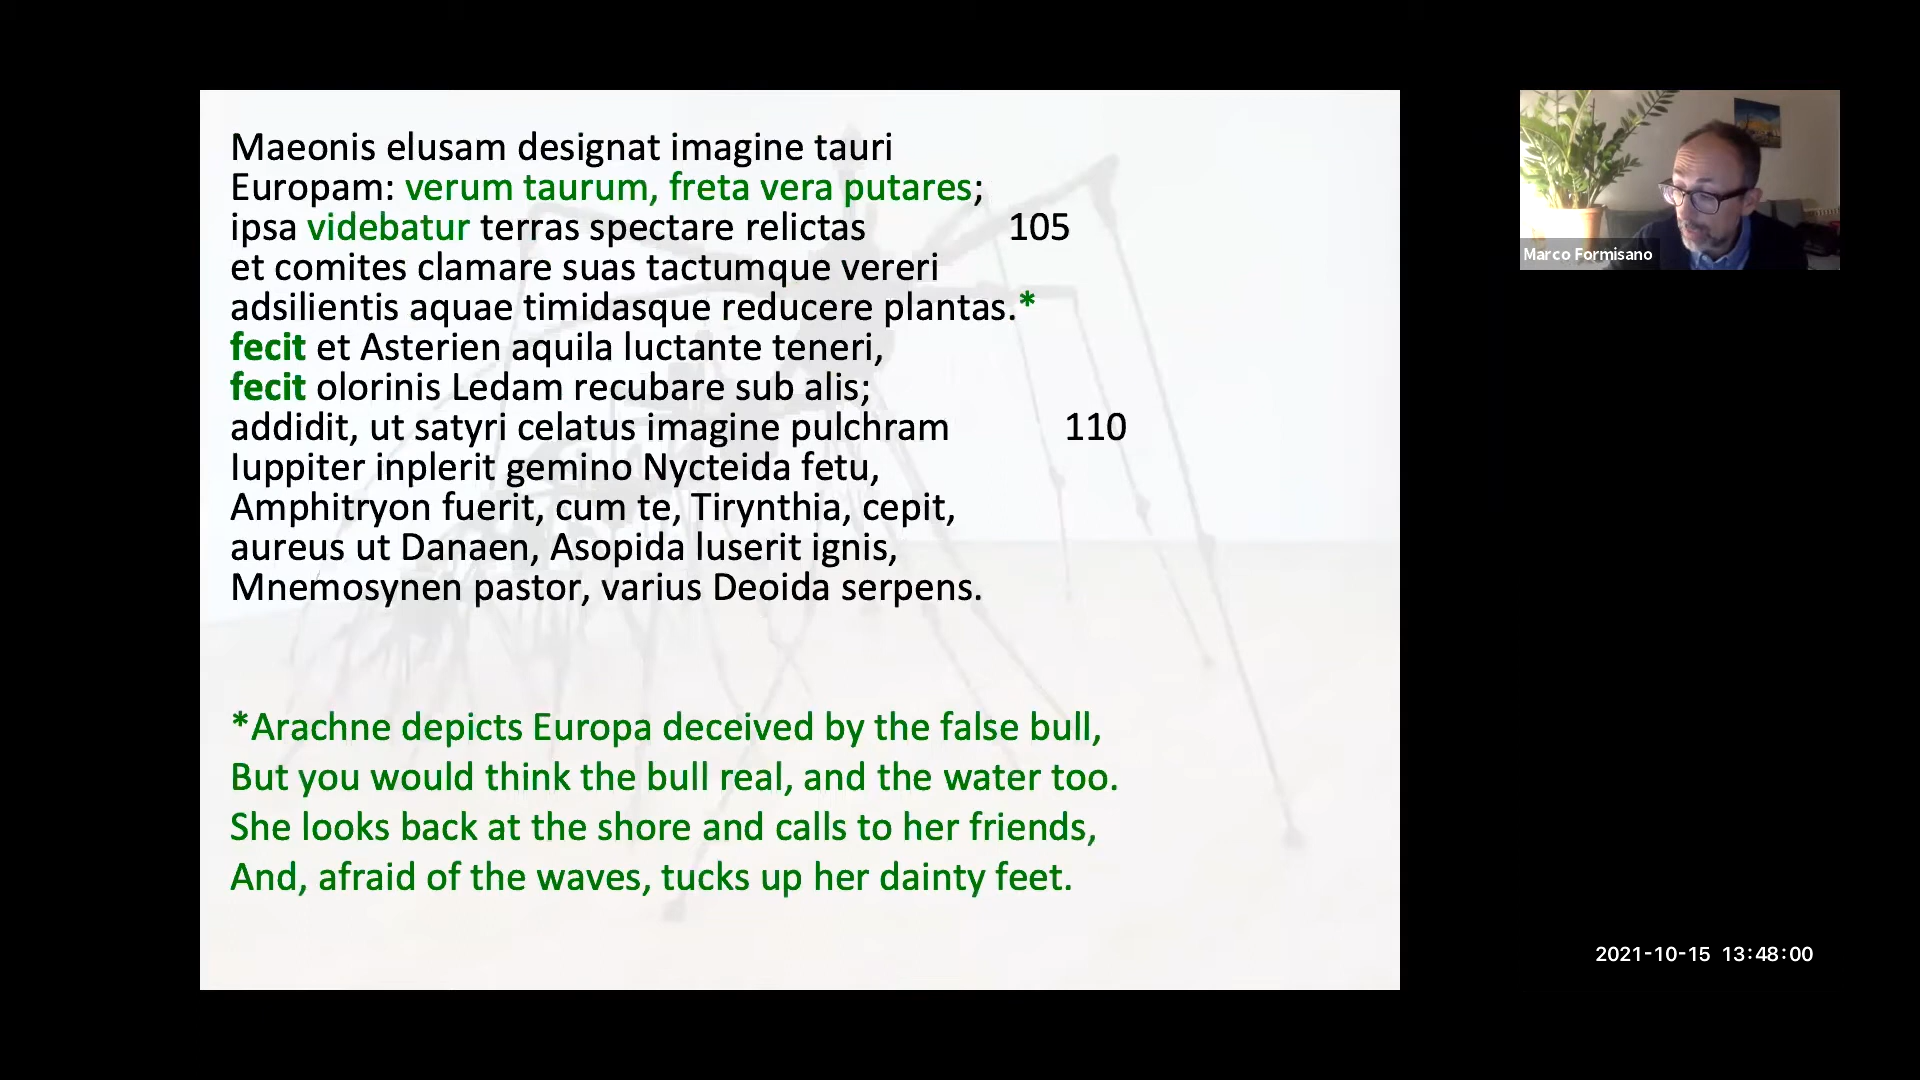 Maeonis elusam designat imagine tauri
Europam: verum taurum, freta vera putares;
ipsa videbatur terras spectare relictas 105
et comites clamare suas tactumque vereri
adsilientis aquae timidasque reducere plantas.*
fecit et Asterien aquila luctante teneri,
fecit olorinis Ledam recubare sub alis;
addidit, ut satyri celatus imagine pulchram 110
Iuppiter inplerit gemino Nycteida fetu,
Amphitryon fuerit, cum te, Tirynthia, cepit,
aureus ut Danaen, Asopida luserit ignis,
Mnemosynen pastor, varius Deoida serpens.
*Arachne depicts Europa deceived by the false bull,
But you would think the bull real, and the water too.
She looks back at the shore and calls to her friends,
And, afraid of the waves, tucks up her dainty feet.
Marco Formisano
2021-10-15 13:48:00